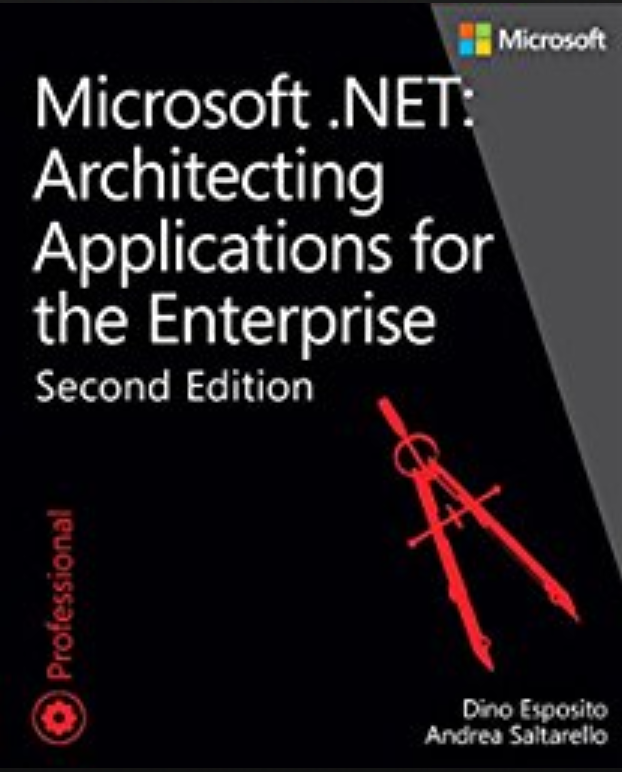 Microsoft
Microsoft .NET:
Architecting
Applications for
the Enterprise
Second Edition
Professional
Dino Esposito
Andrea Saltarello